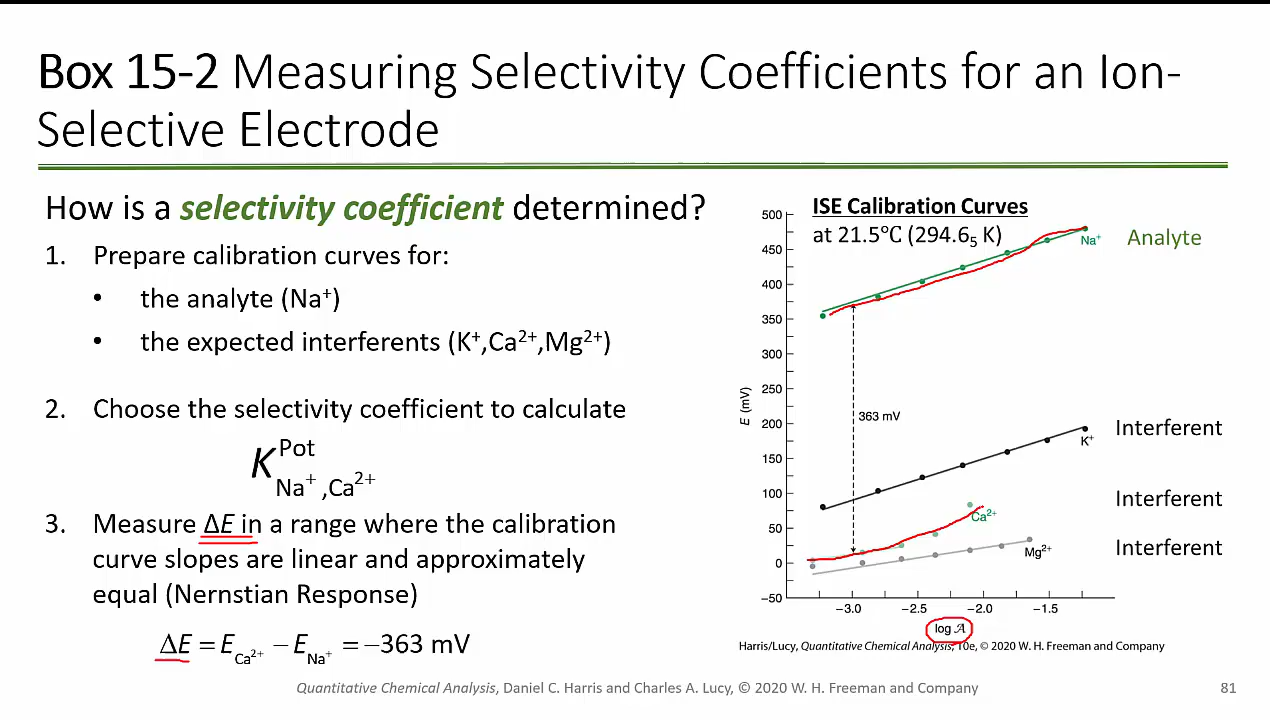 Box 15-2 Measuring Selectivity Coefficients for an Ion-
Selective Electrode
How is a selectivity coefficient determined?
1. Prepare calibration curves for:
• the analyte (Na⁺)
• the expected interferents (K⁺,Ca²⁺,Mg²⁺)
2. Choose the selectivity coefficient to calculate
K^Pot_Na⁺,Ca²⁺
3. Measure ΔE in a range where the calibration
curve slopes are linear and approximately
equal (Nernstian Response)
ΔE = E_Ca²⁺ − E_Na⁺ = −363 mV
ISE Calibration Curves
at 21.5℃ (294.6₅ K)
500
450
400
350
300
250
200
150
100
50
0
−50
E (mV)
Na⁺
Analyte
363 mV
K⁺
Interferent
Ca²⁺
Interferent
Mg²⁺
Interferent
−3.0 −2.5 −2.0 −1.5
log 𝒜
Harris/Lucy, Quantitative Chemical Analysis, 10e, © 2020 W. H. Freeman and Company
Quantitative Chemical Analysis, Daniel C. Harris and Charles A. Lucy, © 2020 W. H. Freeman and Company
81